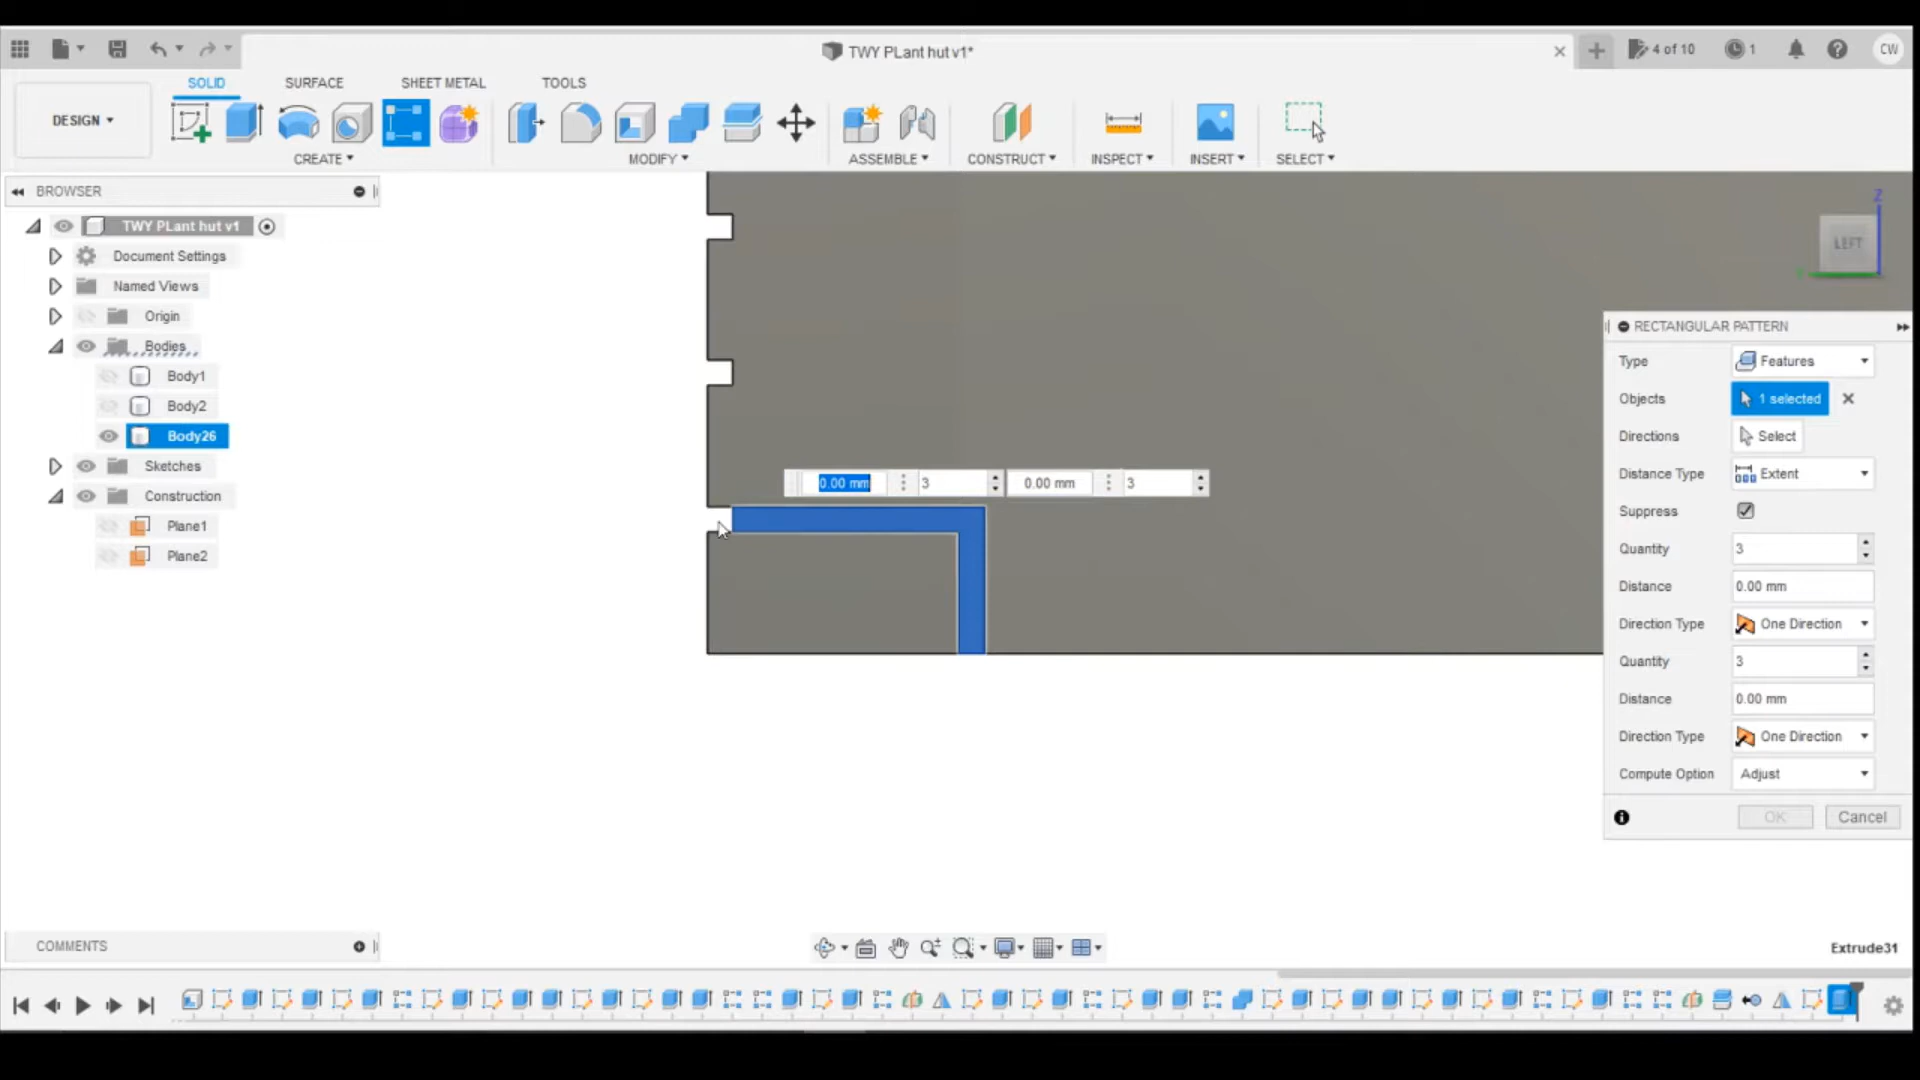 TWY PLant hut v1*
4 of 10
1
CW
SOLID
SURFACE
SHEET METAL
TOOLS
DESIGN
CREATE
MODIFY
ASSEMBLE
CONSTRUCT
INSPECT
INSERT
SELECT
BROWSER
TWY PLant hut v1
Document Settings
Named Views
Origin
Bodies
Body1
Body2
Body26
Sketches
Construction
Plane1
Plane2
Z
LEFT
0.00 mm
3
0.00 mm
3
RECTANGULAR PATTERN
Type Features
Objects 1 selected
Directions Select
Distance Type Extent
Suppress
Quantity 3
Distance 0.00 mm
Direction Type One Direction
Quantity 3
Distance 0.00 mm
Direction Type One Direction
Compute Option Adjust
OK Cancel
COMMENTS
Extrude31